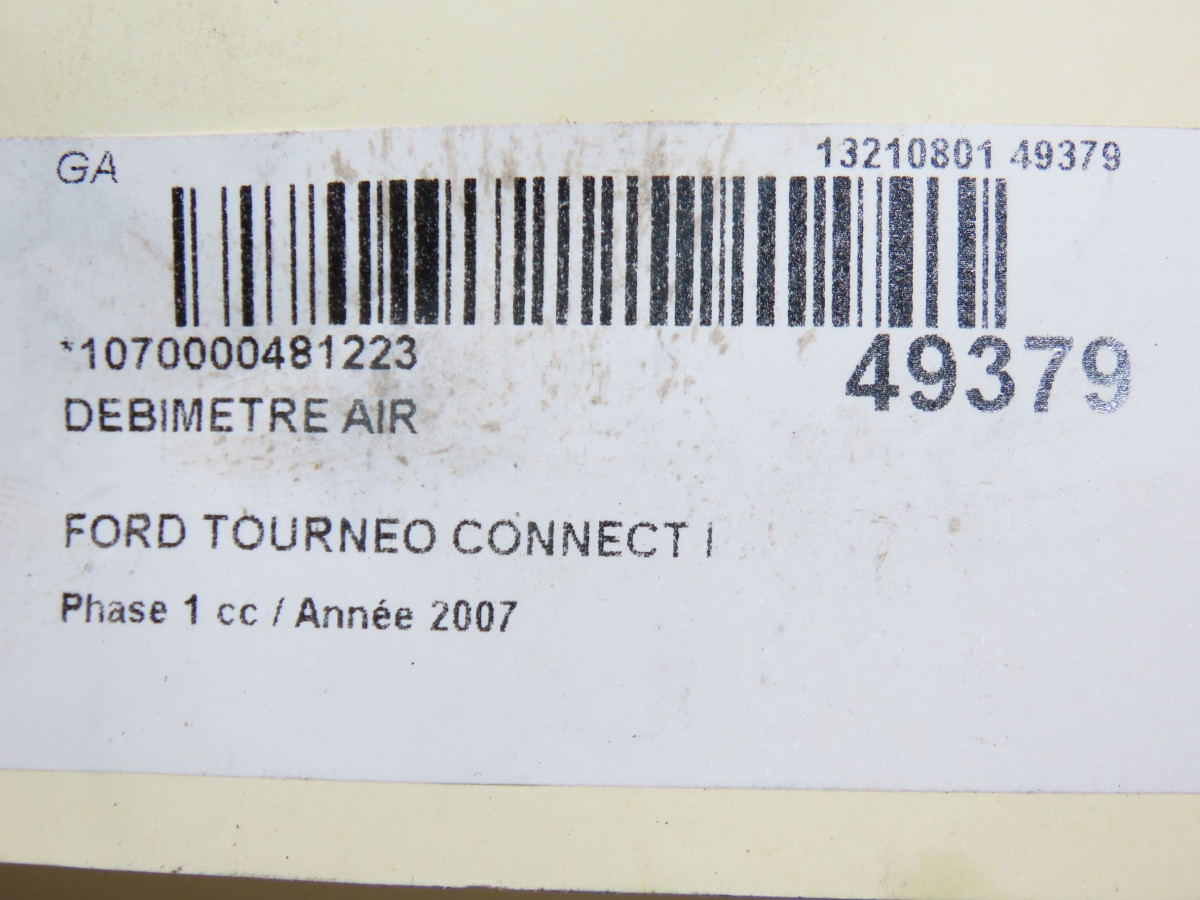 GA
13210801 49379
*1070000481223
49379
DEBIMETRE AIR
FORD TOURNEO CONNECT I
Phase 1 cc / Année 2007